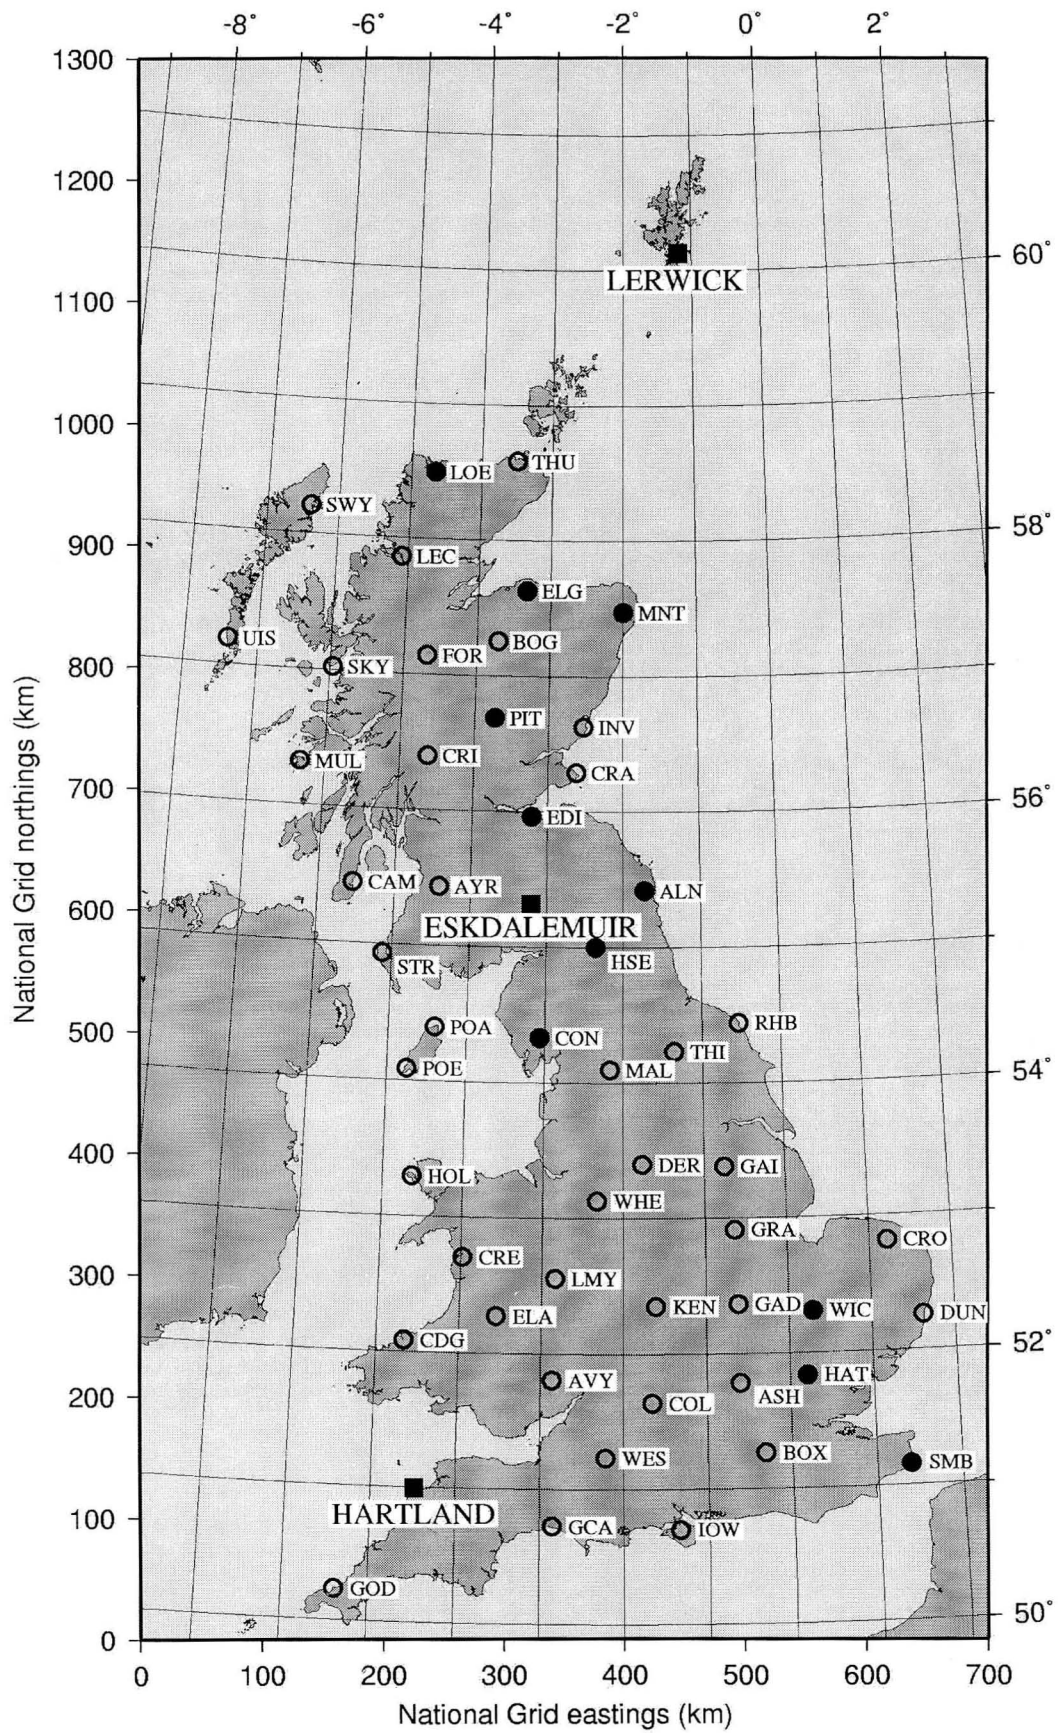 -8° -6° -4° -2° 0° 2°
1300
1200
60°
LERWICK
1100
1000
THU
LOE
SWY
58°
900
LEC
ELG
MNT
UIS
BOG
FOR
800
SKY
PIT
INV
CRI
MUL
CRA
700
56°
EDI
CAM
AYR
ALN
600
ESKDALEMUIR
HSE
STR
National Grid northings (km)
RHB
POA
500
CON
THI
POE
MAL
54°
400
DER
GAI
HOL
WHE
GRA
CRO
CRE
300
LMY
KEN
GAD
WIC
DUN
ELA
CDG
52°
HAT
AVY
ASH
200
COL
BOX
WES
SMB
HARTLAND
100
GCA
IOW
GOD
50°
0
0 100 200 300 400 500 600 700
National Grid eastings (km)